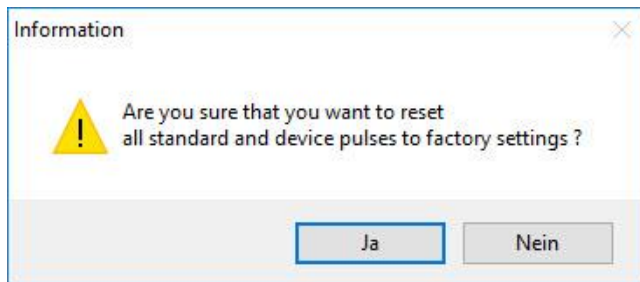 Information
Are you sure that you want to reset
all standard and device pulses to factory settings ?
Ja
Nein